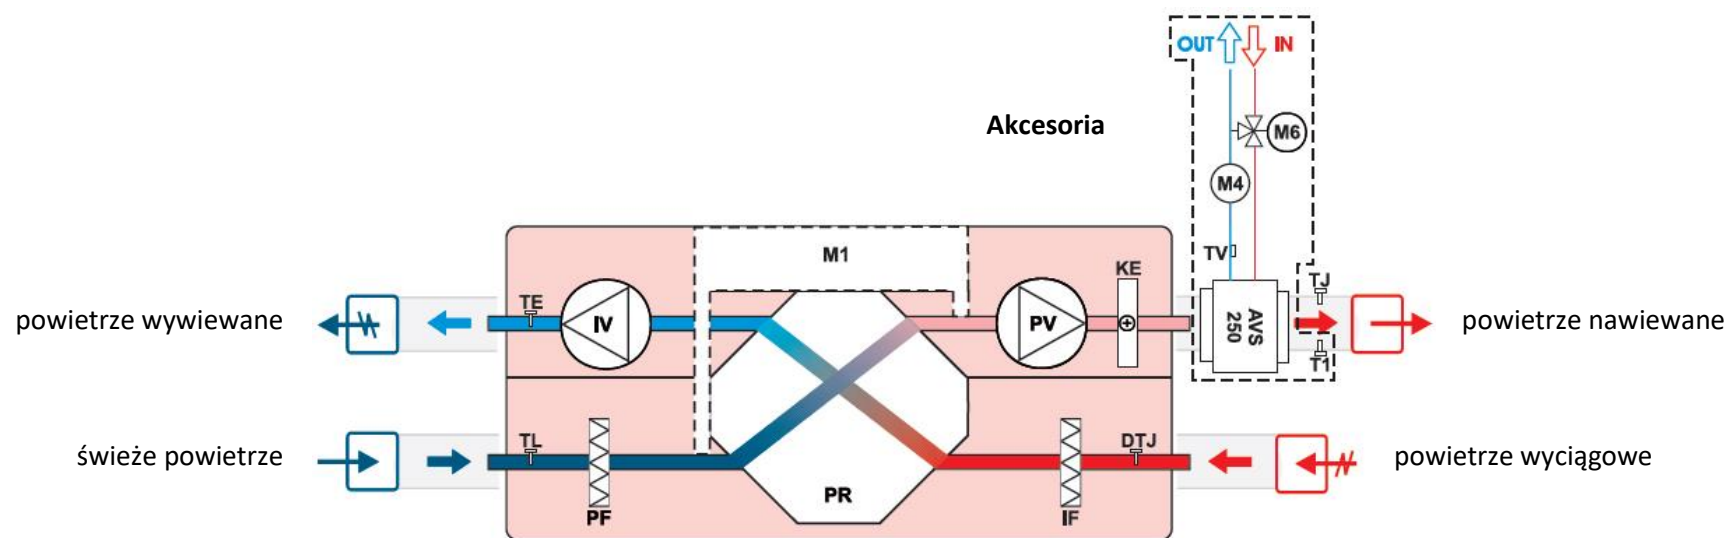 OUT IN
Akcesoria
M6
M4
M1
TV
KE
TJ
TE
IV
PV
AVS
250
powietrze wywiewane
powietrze nawiewane
T1
TL
DTJ
świeże powietrze
powietrze wyciągowe
PR
PF
IF